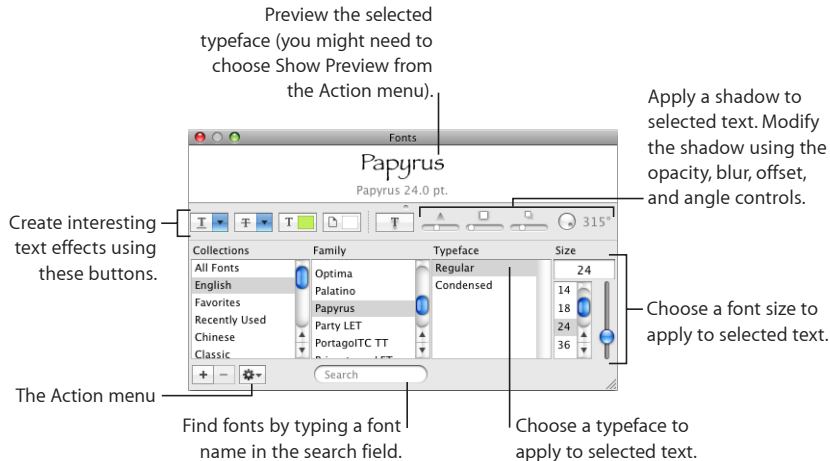 Preview the selected
typeface (you might need to
choose Show Preview from
the Action menu).
Apply a shadow to
selected text. Modify
the shadow using the
opacity, blur, offset,
and angle controls.
Fonts
Papyrus
Papyrus 24.0 pt.
T T T T 315°
Create interesting
text effects using
these buttons.
Collections Family Typeface Size
All Fonts
English
Favorites
Recently Used
Chinese
Classic
Optima
Palatino
Papyrus
Party LET
PortagoITC TT
Regular
Condensed
24
14
18
24
36
Choose a font size to
apply to selected text.
Search
The Action menu
Find fonts by typing a font
name in the search field.
Choose a typeface to
apply to selected text.